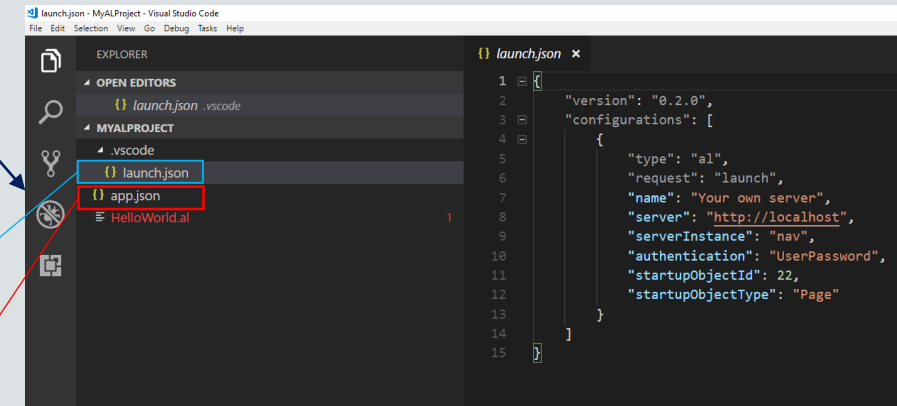 launch.json - MyALProject - Visual Studio Code
File Edit Selection View Go Debug Tasks Help
EXPLORER
OPEN EDITORS
{} launch.json .vscode
MYALPROJECT
.vscode
{} launch.json
{} app.json
HelloWorld.al 1
{} launch.json ×
1 {
2 "version": "0.2.0",
3 "configurations": [
4 {
5 "type": "al",
6 "request": "launch",
7 "name": "Your own server",
8 "server": "http://localhost",
9 "serverInstance": "nav",
10 "authentication": "UserPassword",
11 "startupObjectId": 22,
12 "startupObjectType": "Page"
13 }
14 ]
15 }